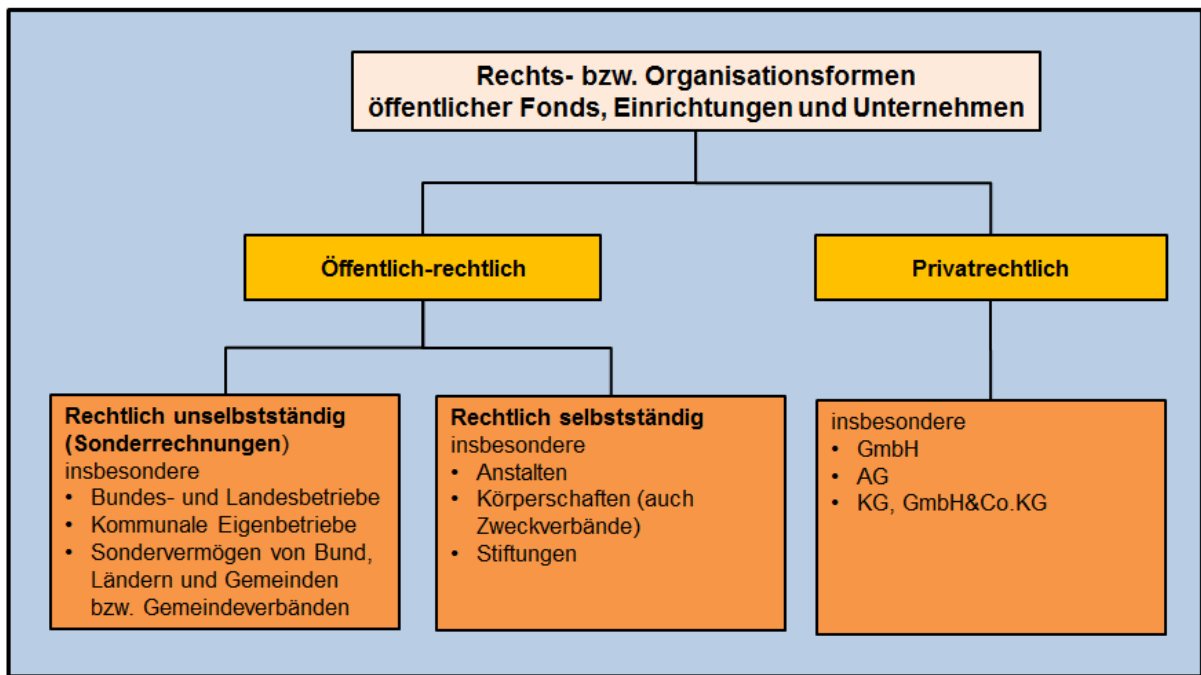 Rechts- bzw. Organisationsformen
öffentlicher Fonds, Einrichtungen und Unternehmen
Öffentlich-rechtlich
Privatrechtlich
Rechtlich unselbstständig
(Sonderrechnungen)
insbesondere
• Bundes- und Landesbetriebe
• Kommunale Eigenbetriebe
• Sondervermögen von Bund,
Ländern und Gemeinden
bzw. Gemeindeverbänden
Rechtlich selbstständig
insbesondere
• Anstalten
• Körperschaften (auch
Zweckverbände)
• Stiftungen
insbesondere
• GmbH
• AG
• KG, GmbH&Co.KG